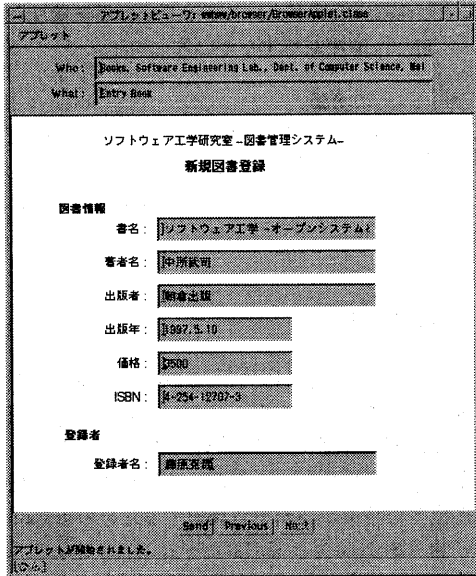 アプレットビューワ: wwhww/browser/BrowserApplet.class
アプレット
Who: Books, Software Engineering Lab., Dept. of Computer Science, Mei
What: Entry Book
ソフトウェア工学研究室 –図書管理システム–
新規図書登録
図書情報
書名: ソフトウェア工学 -オープンシステムと
著者名: 中所武司
出版者: 朝倉出版
出版年: 1997.5.10
価格: 3500
ISBN: 4-254-12707-3
登録者
登録者名:
Send Previous Next
アプレットが開始されました。